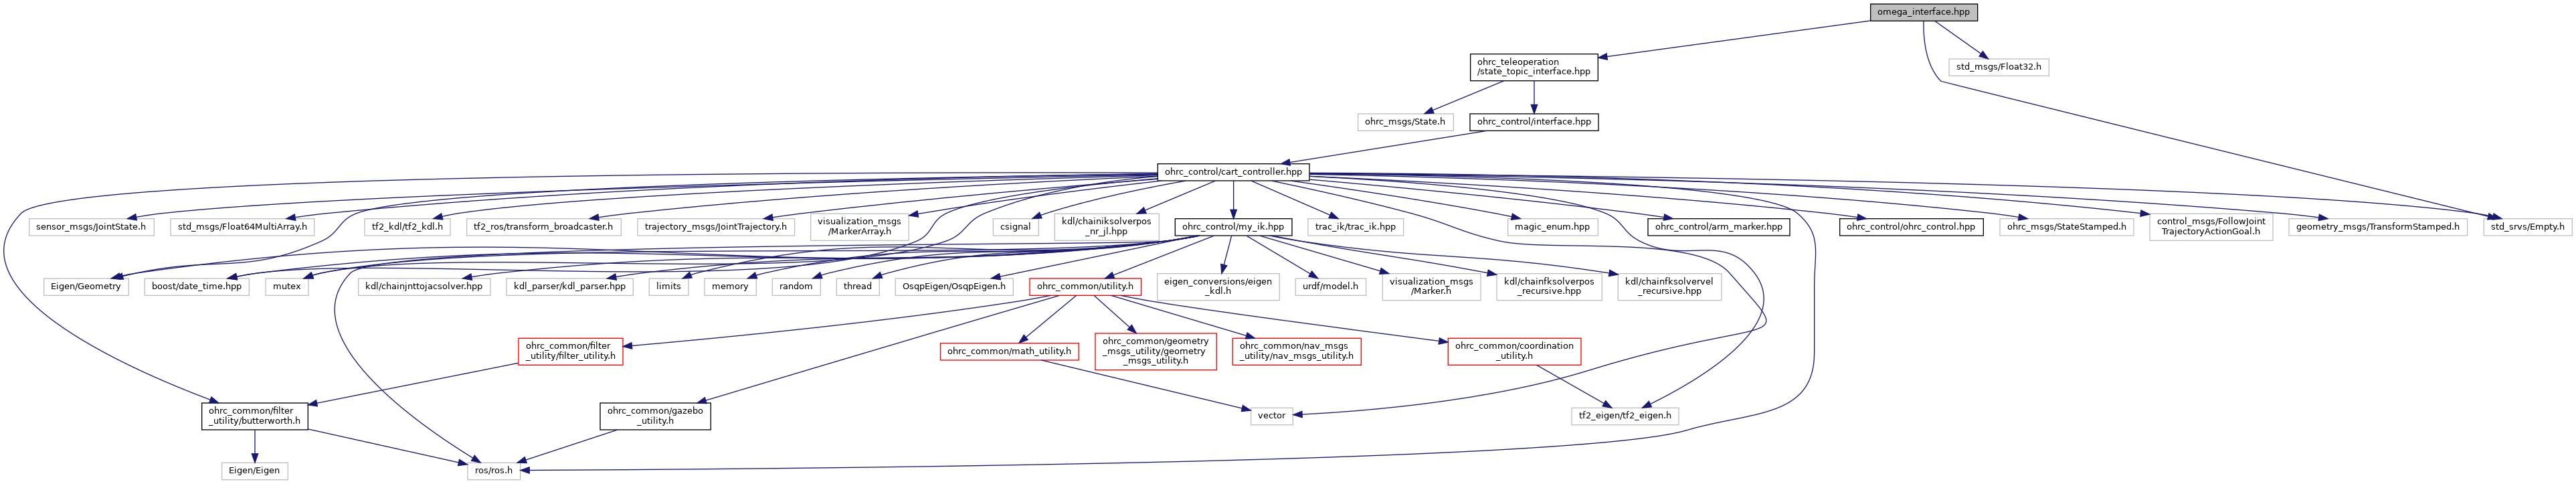 omega_interface.hpp
ohrc_teleoperation
/state_topic_interface.hpp
std_msgs/Float32.h
ohrc_msgs/State.h
ohrc_control/interface.hpp
ohrc_control/cart_controller.hpp
sensor_msgs/JointState.h
std_msgs/Float64MultiArray.h
tf2_kdl/tf2_kdl.h
tf2_ros/transform_broadcaster.h
trajectory_msgs/JointTrajectory.h
visualization_msgs
/MarkerArray.h
csignal
kdl/chainiksolverpos
_nr_jl.hpp
ohrc_control/my_ik.hpp
trac_ik/trac_ik.hpp
magic_enum.hpp
ohrc_control/arm_marker.hpp
ohrc_control/ohrc_control.hpp
ohrc_msgs/StateStamped.h
control_msgs/FollowJoint
TrajectoryActionGoal.h
geometry_msgs/TransformStamped.h
std_srvs/Empty.h
Eigen/Geometry
boost/date_time.hpp
mutex
kdl/chainjnttojacsolver.hpp
kdl_parser/kdl_parser.hpp
limits
memory
random
thread
OsqpEigen/OsqpEigen.h
ohrc_common/utility.h
eigen_conversions/eigen
_kdl.h
urdf/model.h
visualization_msgs
/Marker.h
kdl/chainfksolverpos
_recursive.hpp
kdl/chainfksolvervel
_recursive.hpp
ohrc_common/filter
_utility/filter_utility.h
ohrc_common/math_utility.h
ohrc_common/geometry
_msgs_utility/geometry
_msgs_utility.h
ohrc_common/nav_msgs
_utility/nav_msgs_utility.h
ohrc_common/coordination
_utility.h
ohrc_common/filter
_utility/butterworth.h
ohrc_common/gazebo
_utility.h
vector
tf2_eigen/tf2_eigen.h
Eigen/Eigen
ros/ros.h